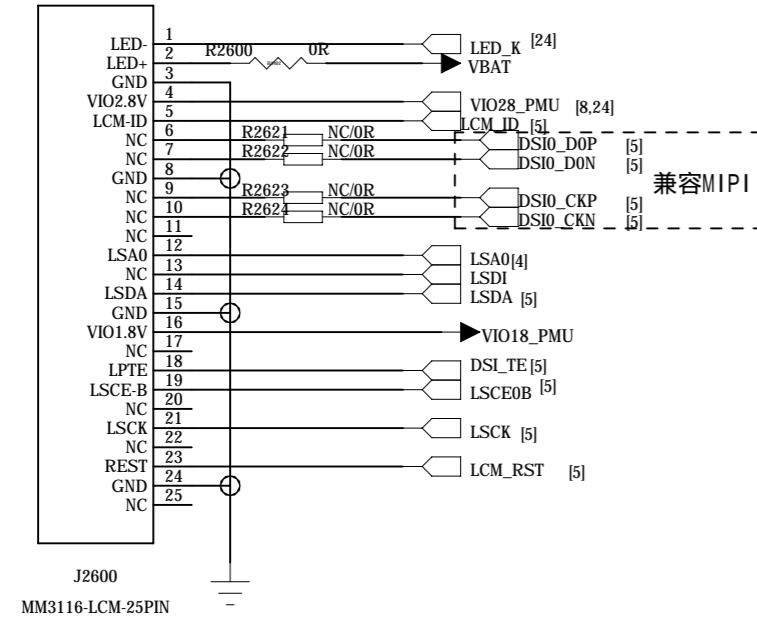 LED- 1 LED_K [24]
LED+ 2 R2600 0R VBAT
GND 3
VIO2.8V 4 VIO28_PMU [8,24]
LCM-ID 5 LCM_ID [5]
NC 6 R2621 NC/0R DSI0_D0P [5]
NC 7 R2622 NC/0R DSI0_D0N [5]
兼容MIPI
GND 8
NC 9 R2623 NC/0R DSI0_CKP [5]
NC 10 R2624 NC/0R DSI0_CKN [5]
NC 11
LSA0 12 LSA0[4]
NC 13 LSDI
LSDA 14 LSDA [5]
GND 15
VIO1.8V 16 VIO18_PMU
NC 17
LPTE 18 DSI_TE[5]
LSCE-B 19 LSCE0B [5]
NC 20
LSCK 21 LSCK [5]
NC 22
REST 23 LCM_RST [5]
GND 24
NC 25
J2600
MM3116-LCM-25PIN